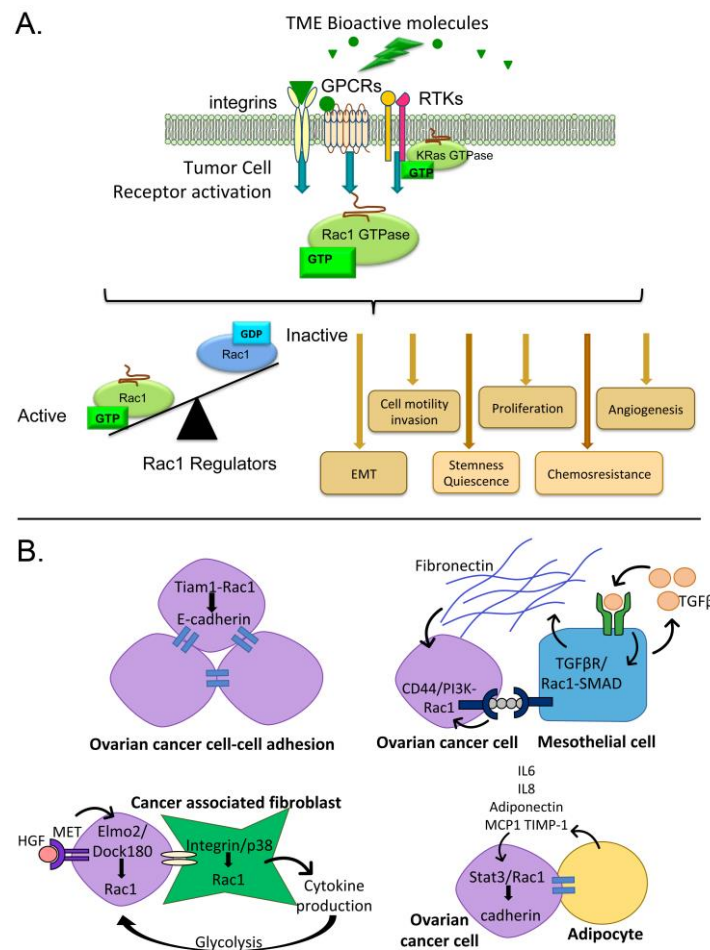 A.
TME Bioactive molecules
integrins
GPCRs
RTKs
KRas GTPase
GTP
Tumor Cell
Receptor activation
Rac1 GTPase
GTP
GDP
Rac1
Inactive
Rac1
Active
GTP
Rac1 Regulators
Cell motility
invasion
Proliferation
Angiogenesis
EMT
Stemness
Quiescence
Chemosresistance
B.
Tiam1-Rac1
E-cadherin
Ovarian cancer cell-cell adhesion
Fibronectin
TGFβ
TGFβR/
Rac1-SMAD
CD44/PI3K-
Rac1
Ovarian cancer cell
Mesothelial cell
Cancer associated fibroblast
HGF
MET
Elmo2/
Dock180
Rac1
Integrin/p38
Rac1
Cytokine
production
Glycolysis
IL6
IL8
Adiponectin
MCP1 TIMP-1
Stat3/Rac1
cadherin
Ovarian
cancer cell
Adipocyte